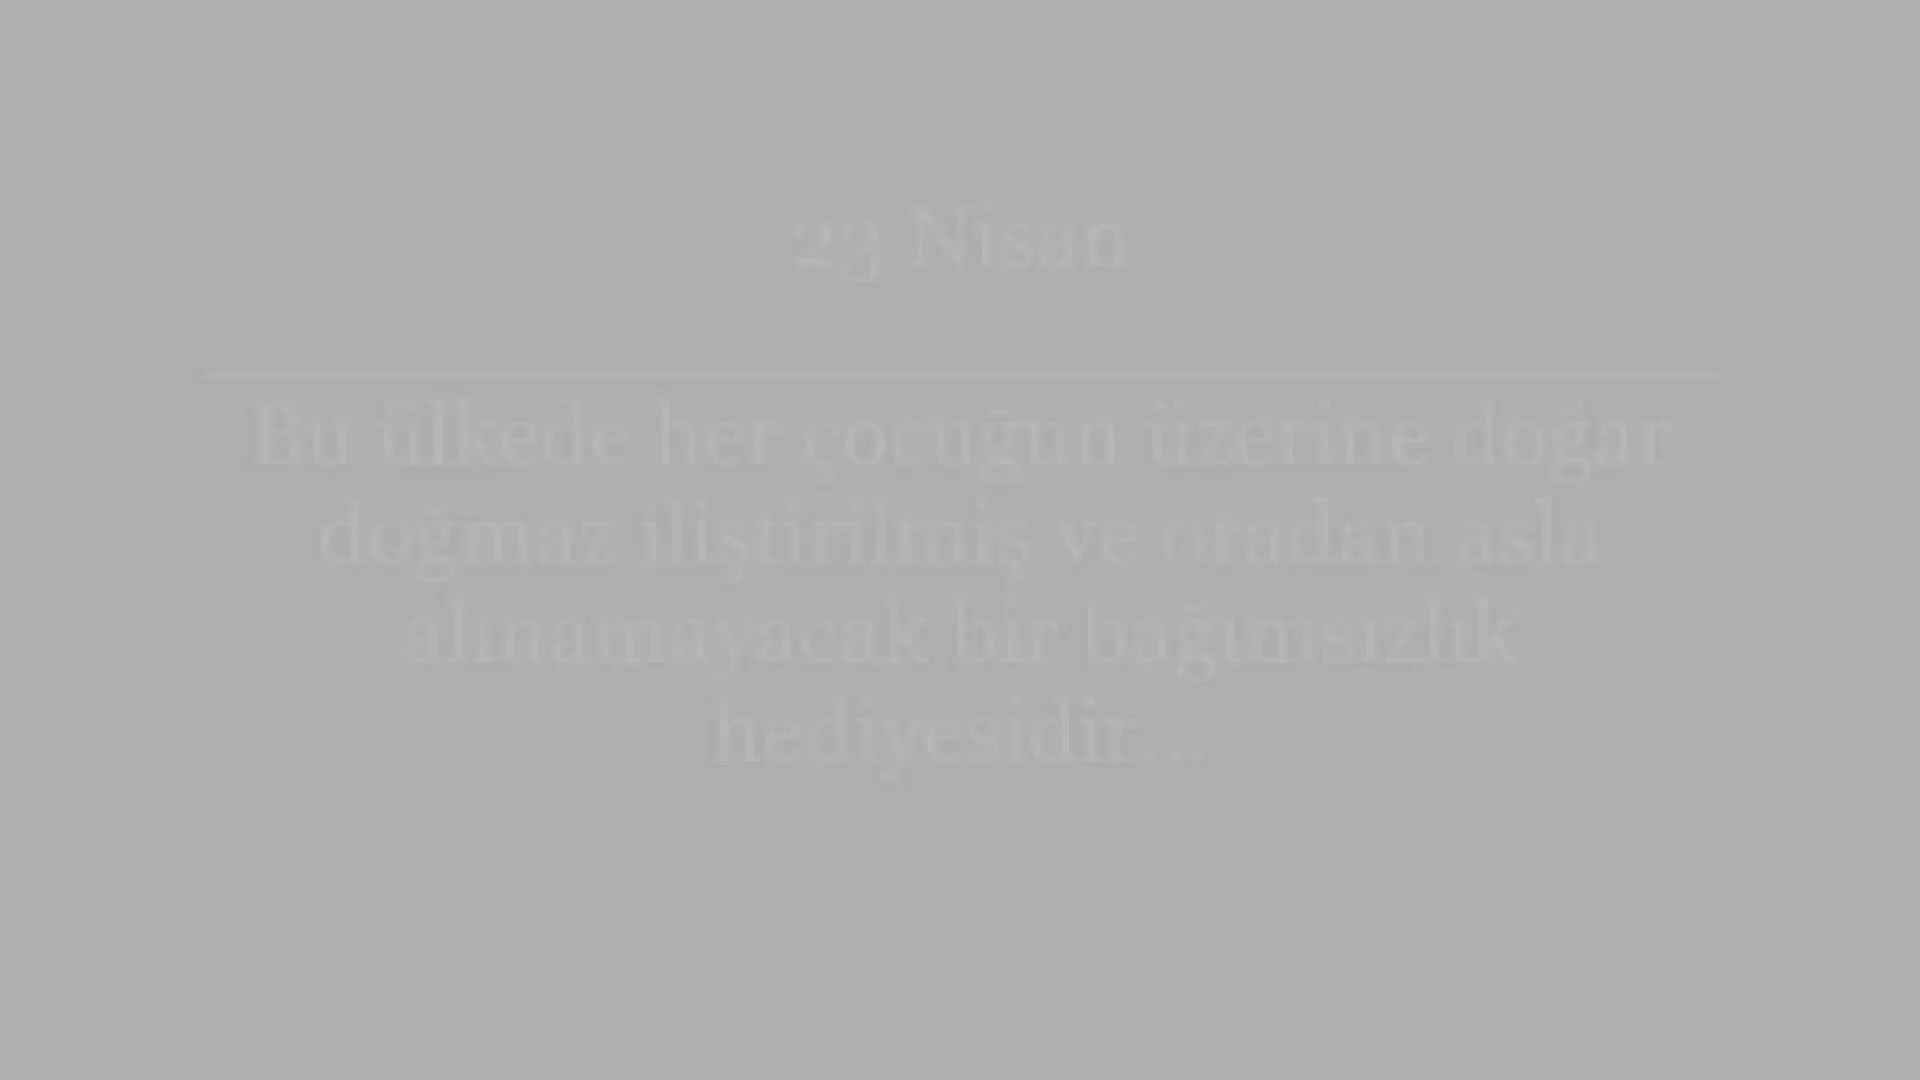 23 Nisan
Bu ülkede her çocuğun üzerine doğar
doğmaz iliştirilmiş ve oradan asla
alınamayacak bir bağımsızlık
hediyesidir...